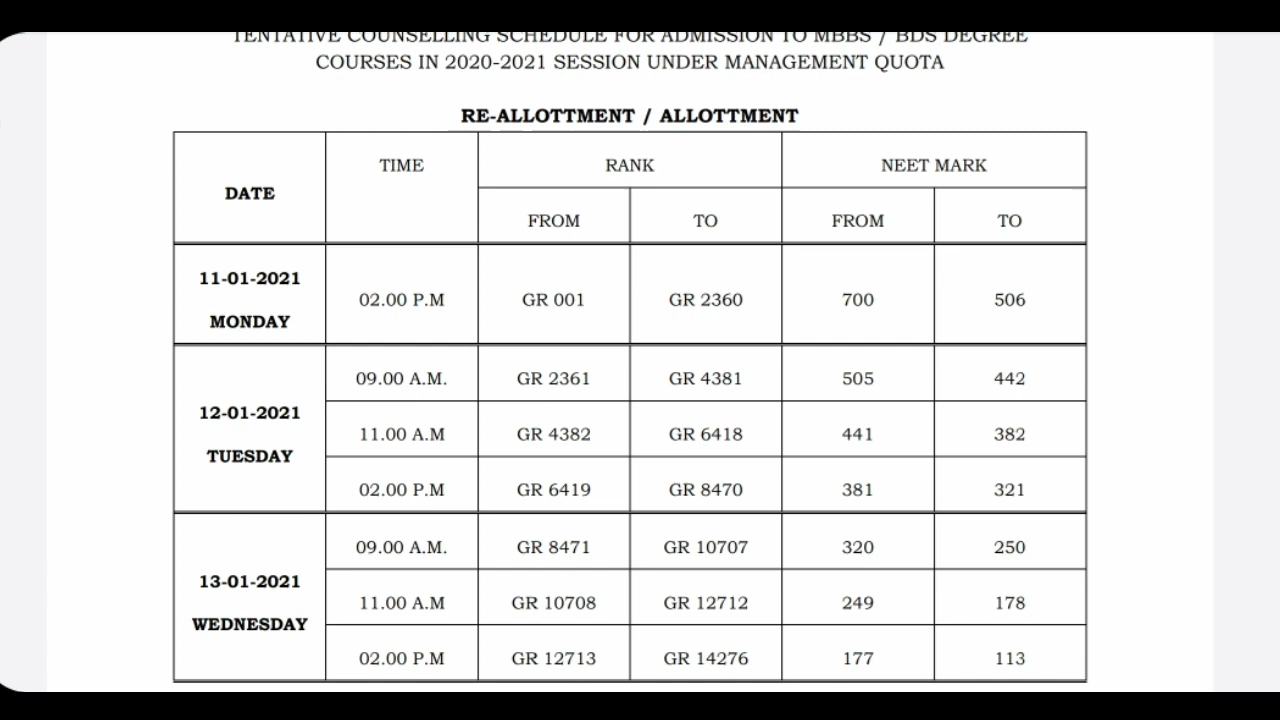 TENTATIVE COUNSELLING SCHEDULE FOR ADMISSION TO MBBS / BDS DEGREE
COURSES IN 2020-2021 SESSION UNDER MANAGEMENT QUOTA
RE-ALLOTTMENT / ALLOTTMENT
DATE TIME RANK NEET MARK
FROM TO FROM TO
11-01-2021
MONDAY
02.00 P.M GR 001 GR 2360 700 506
12-01-2021
TUESDAY
09.00 A.M. GR 2361 GR 4381 505 442
11.00 A.M GR 4382 GR 6418 441 382
02.00 P.M GR 6419 GR 8470 381 321
13-01-2021
WEDNESDAY
09.00 A.M. GR 8471 GR 10707 320 250
11.00 A.M GR 10708 GR 12712 249 178
02.00 P.M GR 12713 GR 14276 177 113